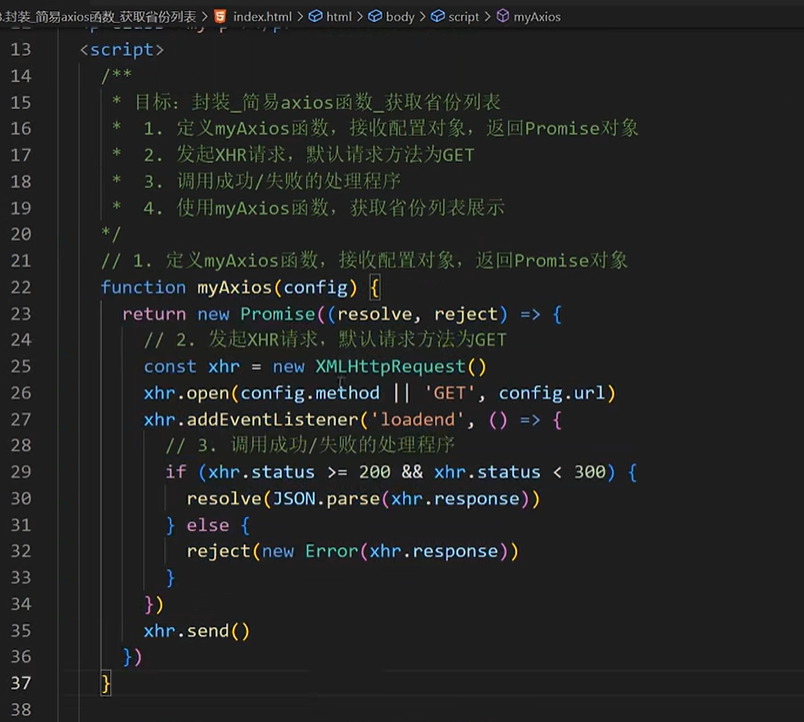 3.封装_简易axios函数_获取省份列表 > index.html > html > body > script > myAxios
13 <script>
14 /**
15 * 目标：封装_简易axios函数_获取省份列表
16 * 1. 定义myAxios函数，接收配置对象，返回Promise对象
17 * 2. 发起XHR请求，默认请求方法为GET
18 * 3. 调用成功/失败的处理程序
19 * 4. 使用myAxios函数，获取省份列表展示
20 */
21 // 1. 定义myAxios函数，接收配置对象，返回Promise对象
22 function myAxios(config) {
23 return new Promise((resolve, reject) => {
24 // 2. 发起XHR请求，默认请求方法为GET
25 const xhr = new XMLHttpRequest()
26 xhr.open(config.method || 'GET', config.url)
27 xhr.addEventListener('loadend', () => {
28 // 3. 调用成功/失败的处理程序
29 if (xhr.status >= 200 && xhr.status < 300) {
30 resolve(JSON.parse(xhr.response))
31 } else {
32 reject(new Error(xhr.response))
33 }
34 })
35 xhr.send()
36 })
37 }
38